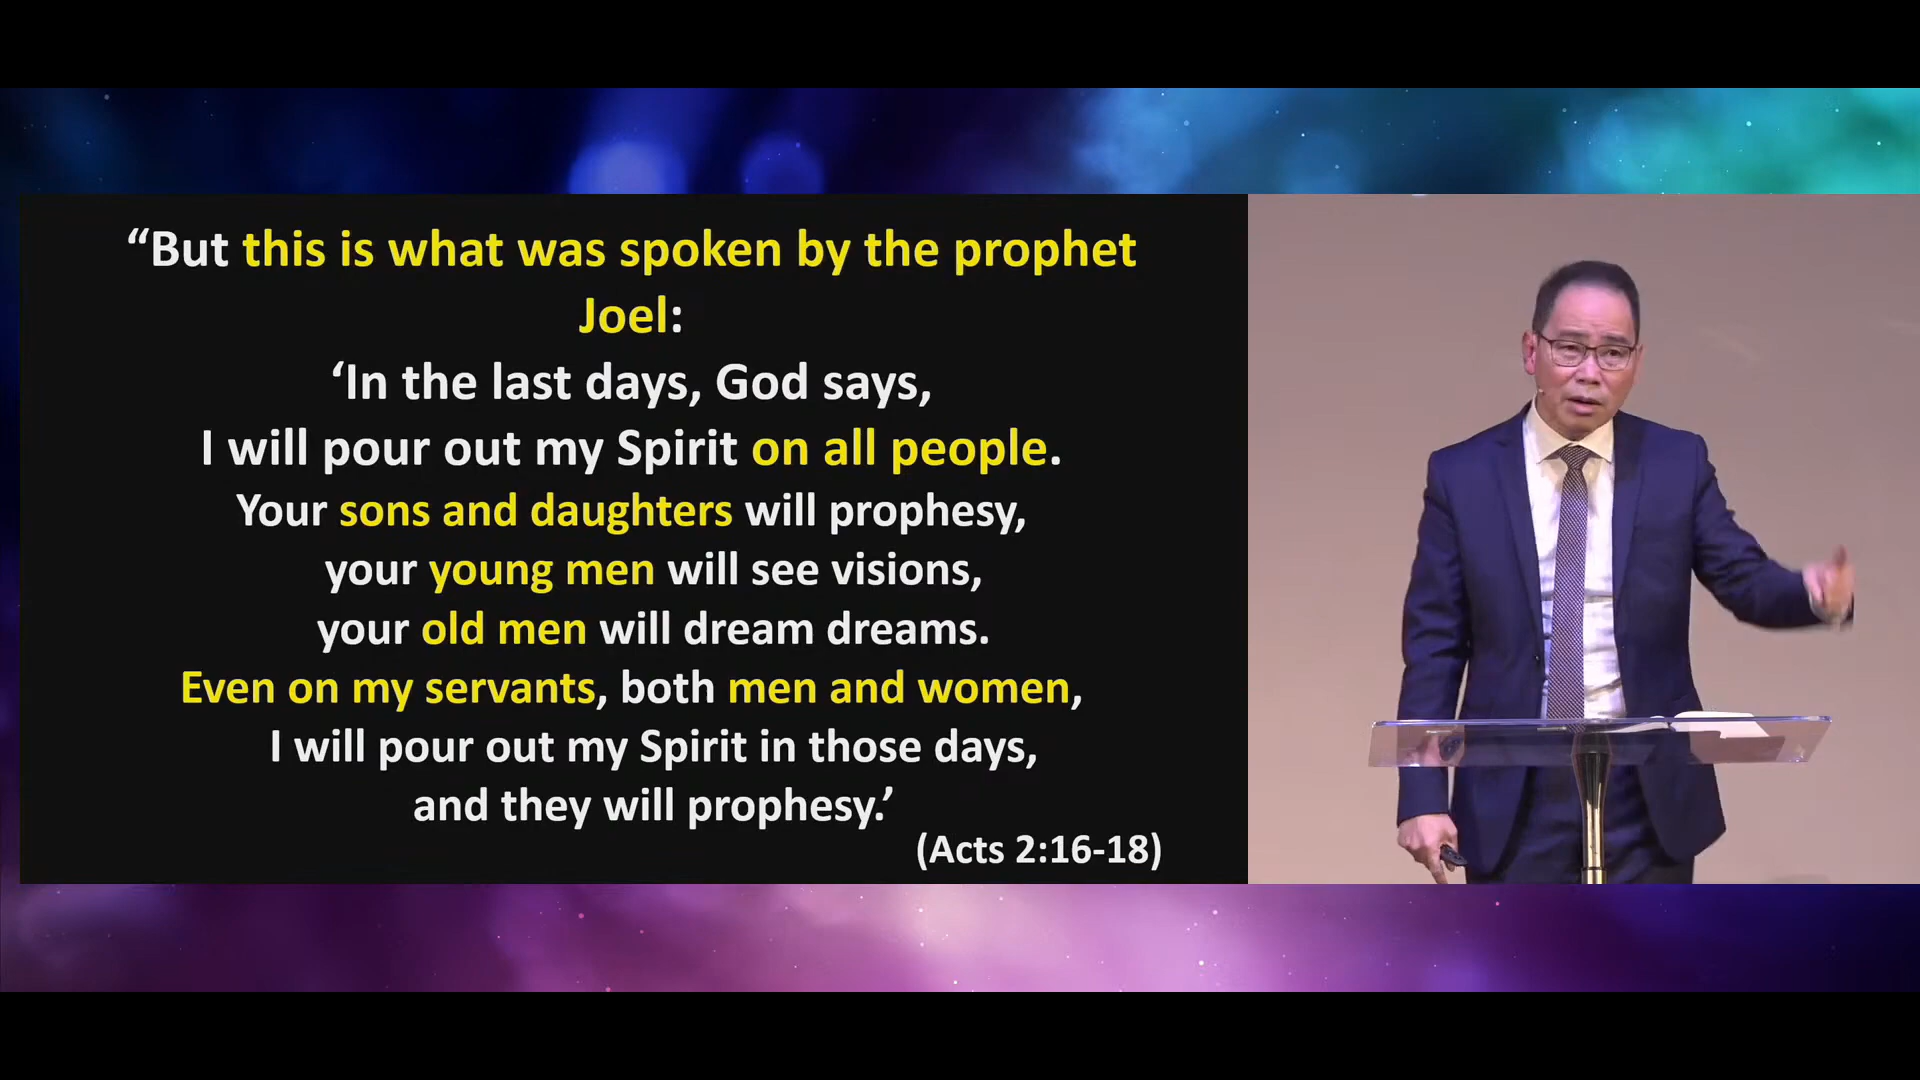 “But this is what was spoken by the prophet
Joel:
‘In the last days, God says,
I will pour out my Spirit on all people.
Your sons and daughters will prophesy,
your young men will see visions,
your old men will dream dreams.
Even on my servants, both men and women,
I will pour out my Spirit in those days,
and they will prophesy.’
(Acts 2:16-18)